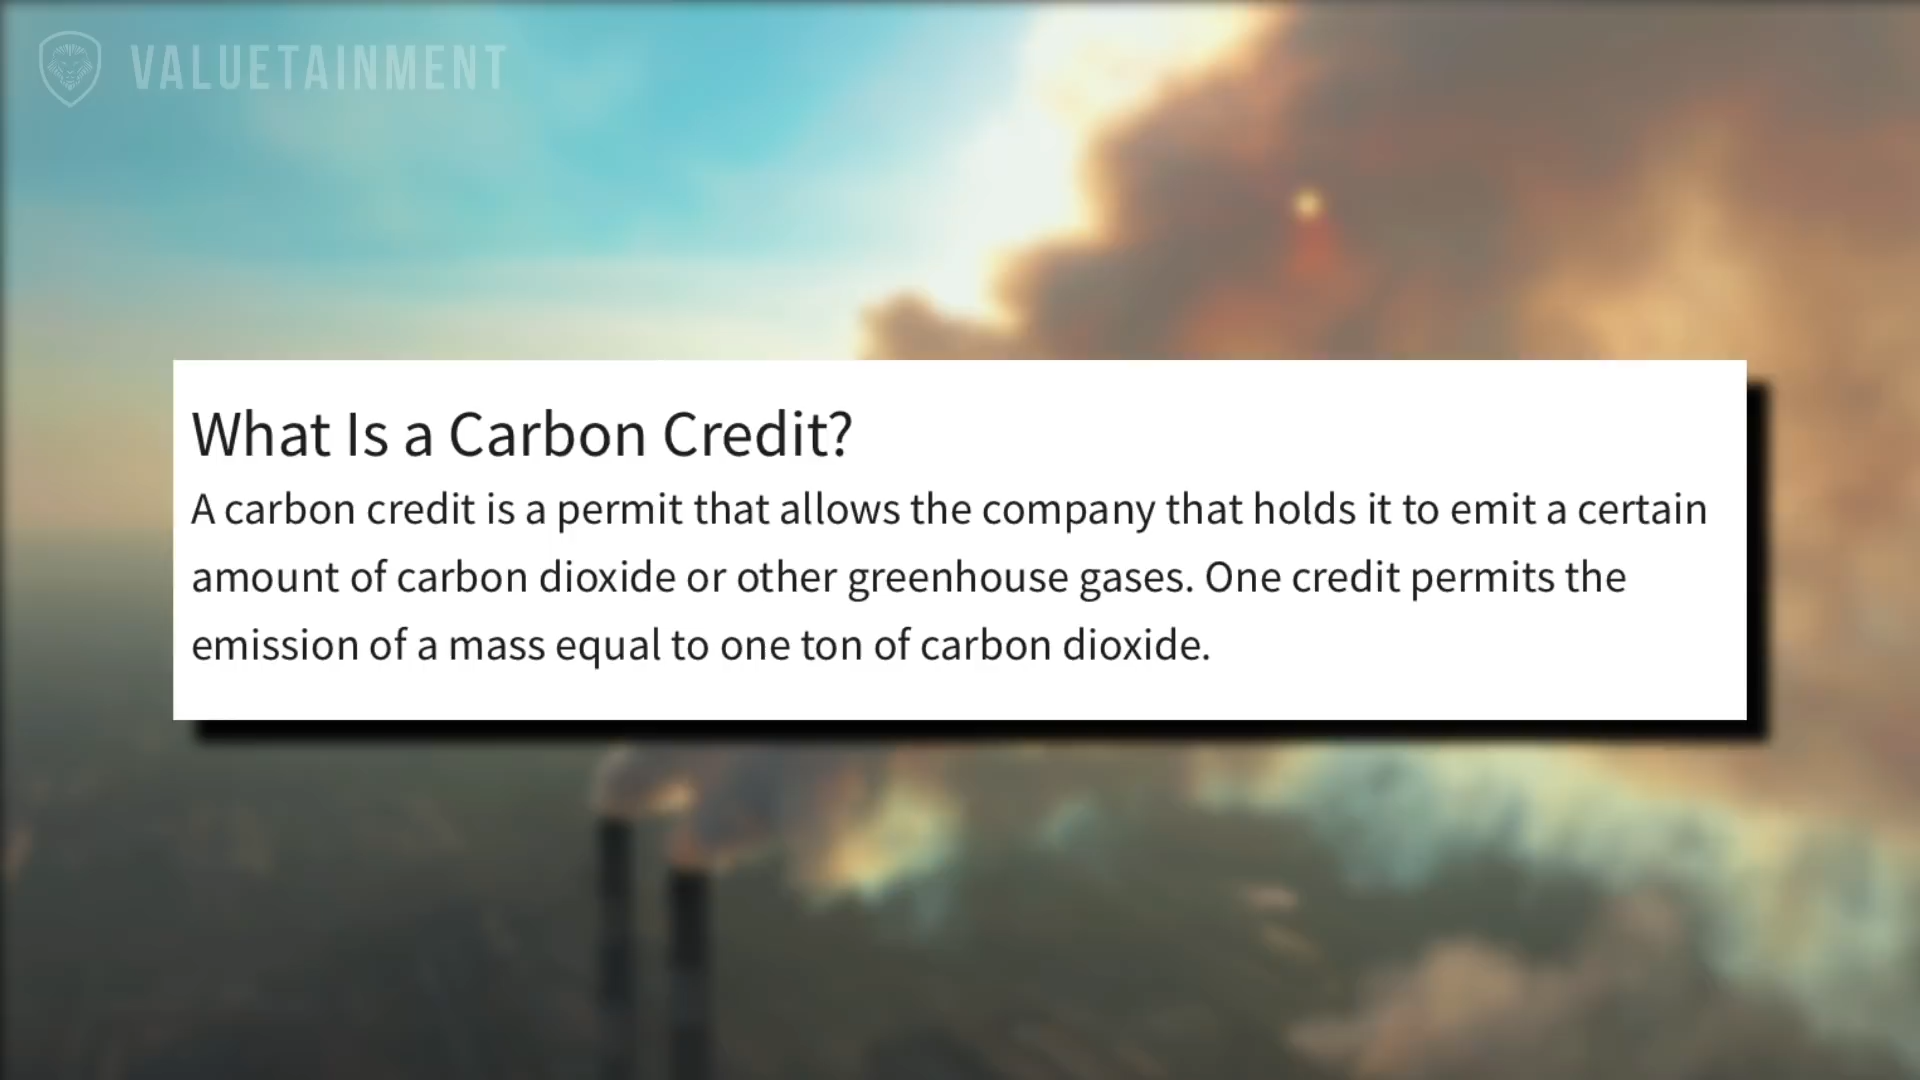 VALUETAINMENT
What Is a Carbon Credit?
A carbon credit is a permit that allows the company that holds it to emit a certain
amount of carbon dioxide or other greenhouse gases. One credit permits the
emission of a mass equal to one ton of carbon dioxide.